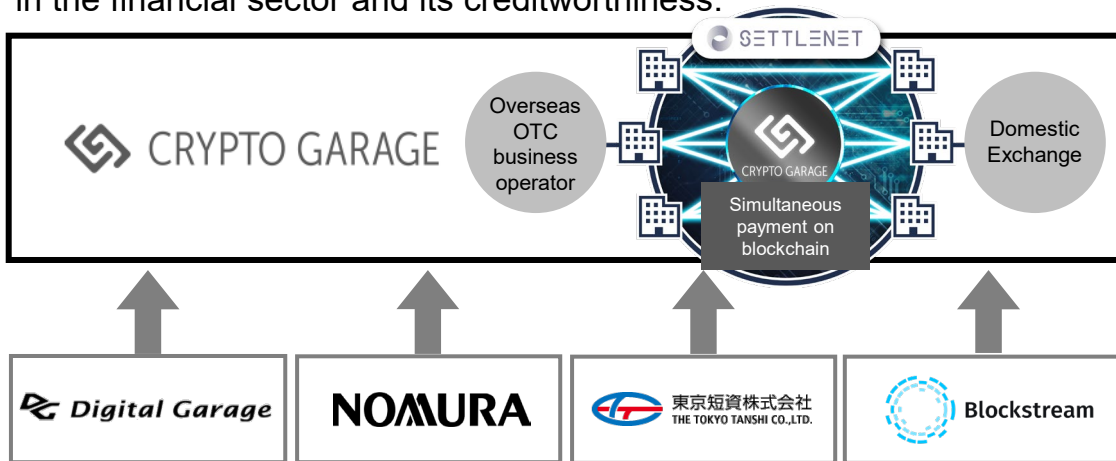 in the financial sector and its creditworthiness.
SETTLENET
CRYPTO GARAGE
Overseas
OTC
business
operator
CRYPTO GARAGE
Simultaneous
payment on
blockchain
Domestic
Exchange
DG Digital Garage
NOMURA
東京短資株式会社
THE TOKYO TANSHI CO.,LTD.
Blockstream